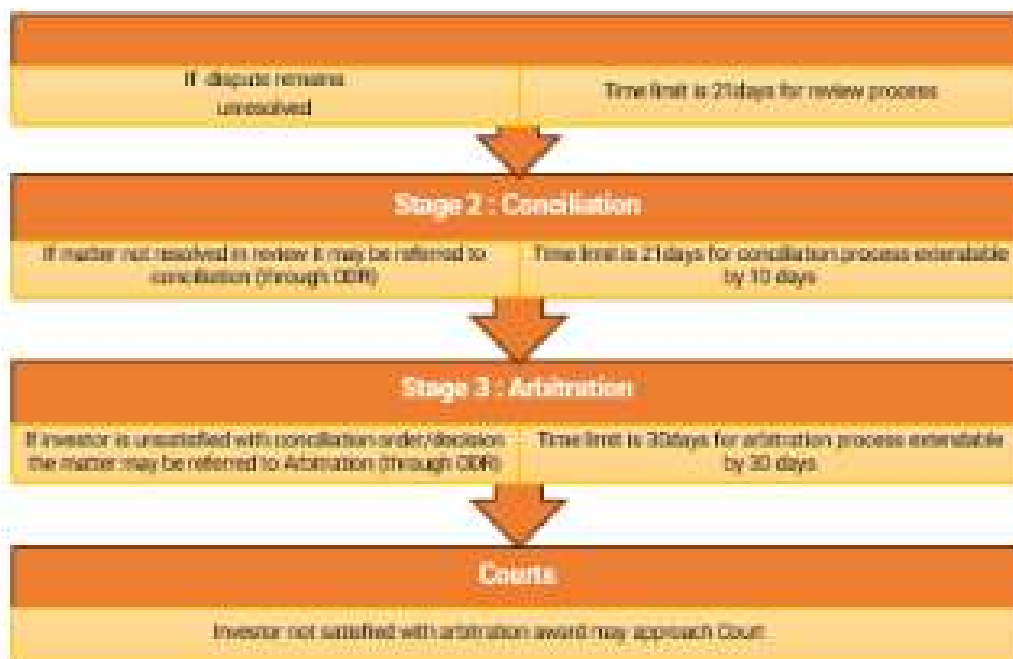 If dispute remains
unresolved
Time limit is 21days for review process
Stage 2 : Conciliation
If matter not resolved in review it may be referred to
conciliation (through ODR)
Time limit is 21days for conciliation process extendable
by 10 days
Stage 3 : Arbitration
If investor is unsatisfied with conciliation order/decision
the matter may be referred to Arbitration (through ODR)
Time limit is 30days for arbitration process extendable
by 30 days
Courts
Investor not satisfied with arbitration award may approach Court